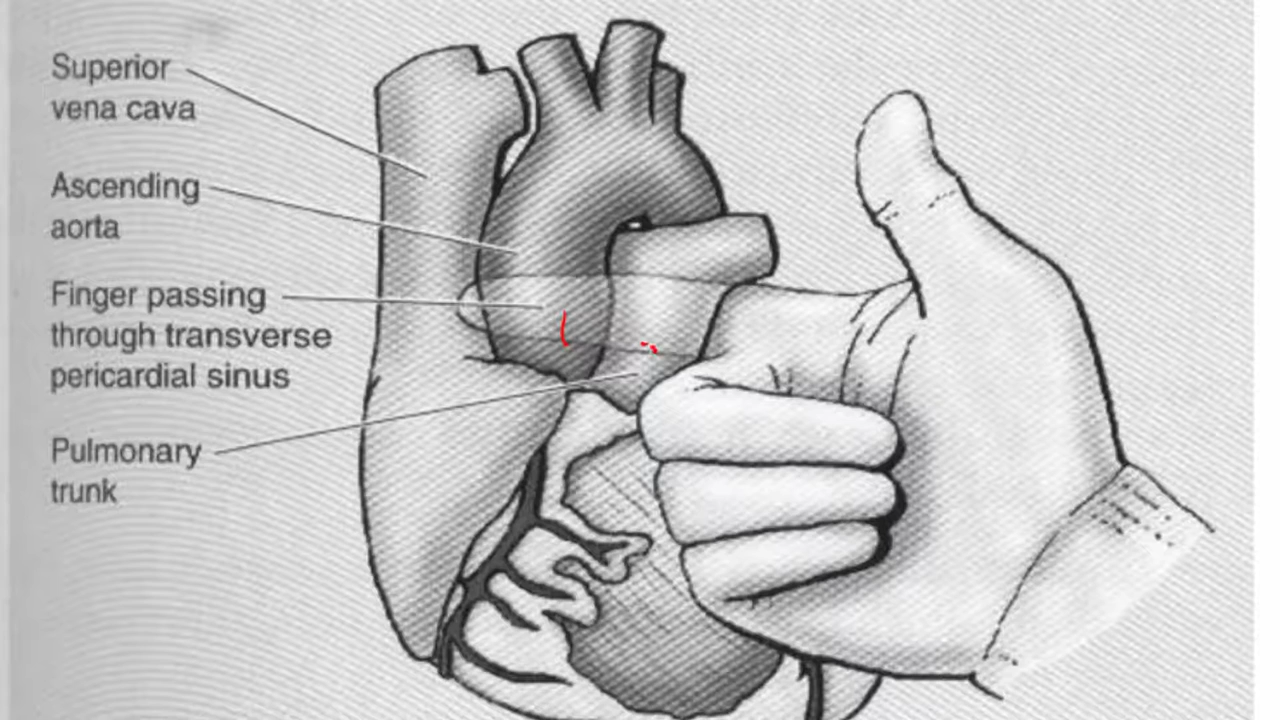 Superior
vena cava
Ascending
aorta
Finger passing
through transverse
pericardial sinus
Pulmonary
trunk